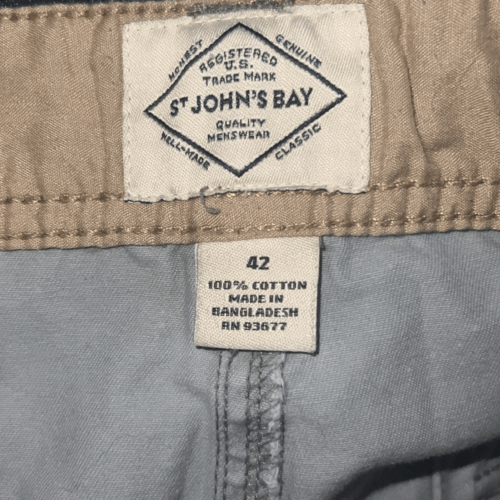 HONEST
GENUINE
REGISTERED
U.S.
TRADE MARK
ST JOHN'S BAY
QUALITY
MENSWEAR
WELL-MADE
CLASSIC
42
100% COTTON
MADE IN
BANGLADESH
RN 93677